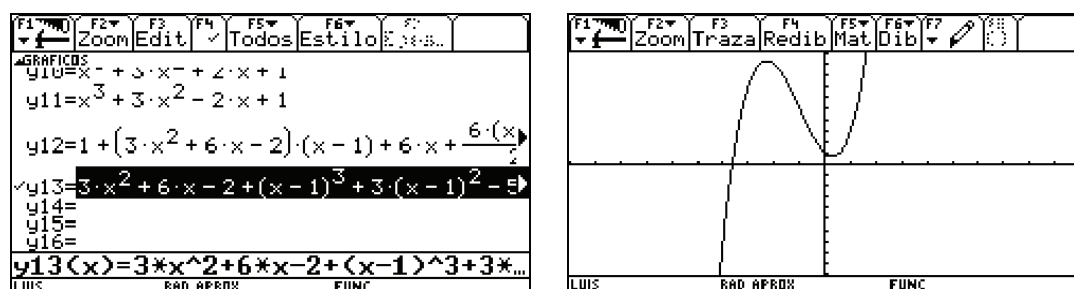 F1 F2 F3 F4 F5 F6 F7
Zoom Edit ✓ Todos Estilo
GRAFICOS
y11=x^3 + 3·x^2 - 2·x + 1
y12=1 + (3·x^2 + 6·x - 2)·(x - 1) + 6·x + 6·(x
✓y13=3·x^2 + 6·x - 2 + (x - 1)^3 + 3·(x - 1)^2 - 5
y14=
y15=
y16=
y13(x)=3*x^2+6*x-2+(x-1)^3+3*…
LUIS RAD APROX FUNC
F1 F2 F3 F4 F5 F6 F7
Zoom Traza Redib Mat Dib
LUIS RAD APROX FUNC